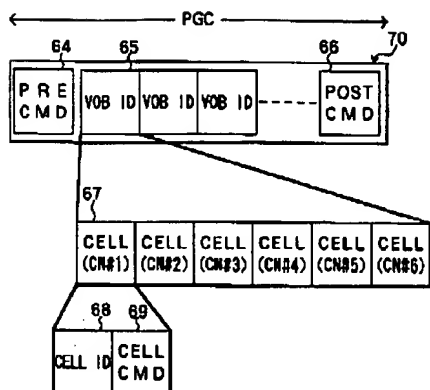 PGC
64 65 66 70
PRE VOB ID VOB ID VOB ID POST
CMD CMD
67
CELL CELL CELL CELL CELL CELL
(CN#1) (CN#2) (CN#3) (CN#4) (CN#5) (CN#6)
68 69
CELL ID CELL
CMD